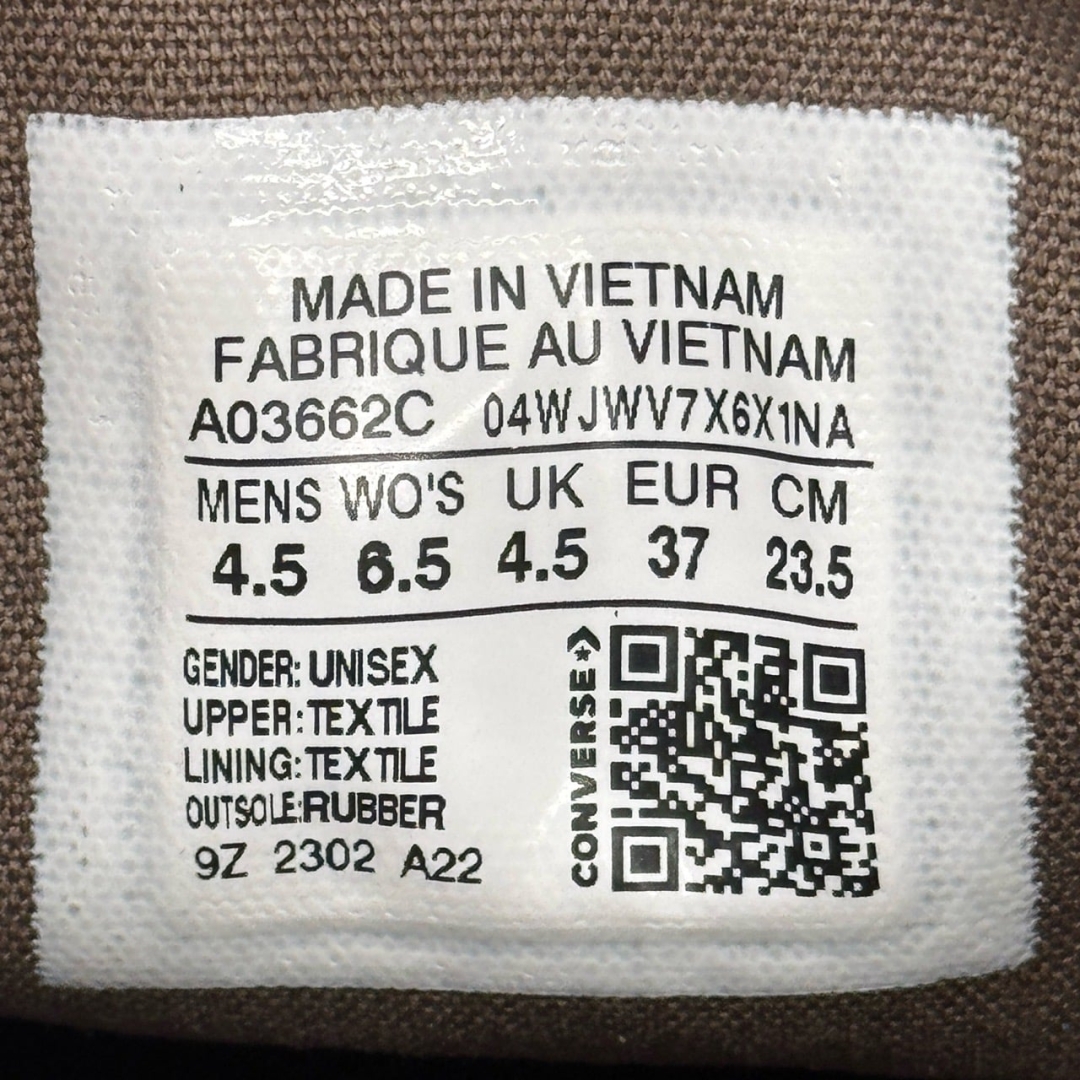 MADE IN VIETNAM
FABRIQUE AU VIETNAM
A03662C 04WJWV7X6X1NA
MENS WO'S UK EUR CM
4.5 6.5 4.5 37 23.5
GENDER: UNISEX
UPPER: TEXTILE
LINING: TEXTILE
OUTSOLE: RUBBER
9Z 2302 A22
CONVERSE